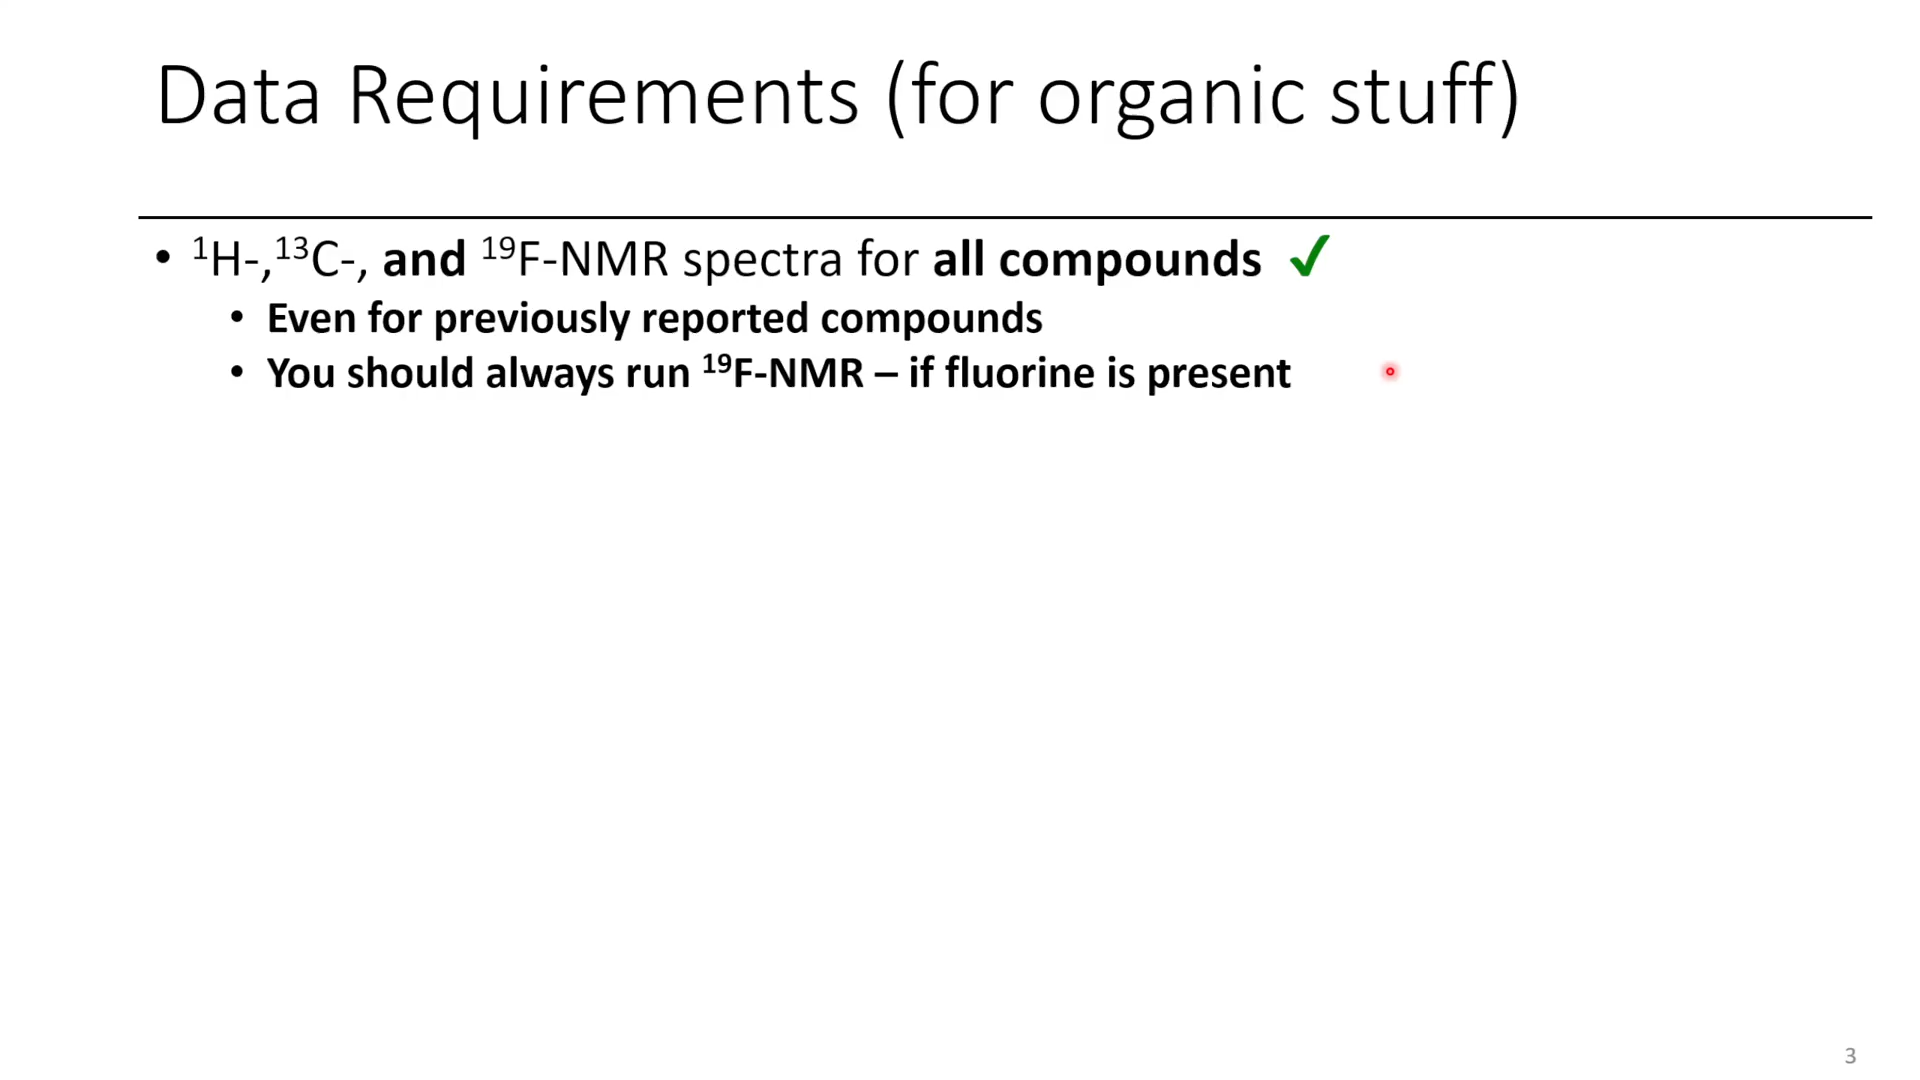 Data Requirements (for organic stuff)
• ¹H-,¹³C-, and ¹⁹F-NMR spectra for all compounds ✔
• Even for previously reported compounds
• You should always run ¹⁹F-NMR – if fluorine is present
3